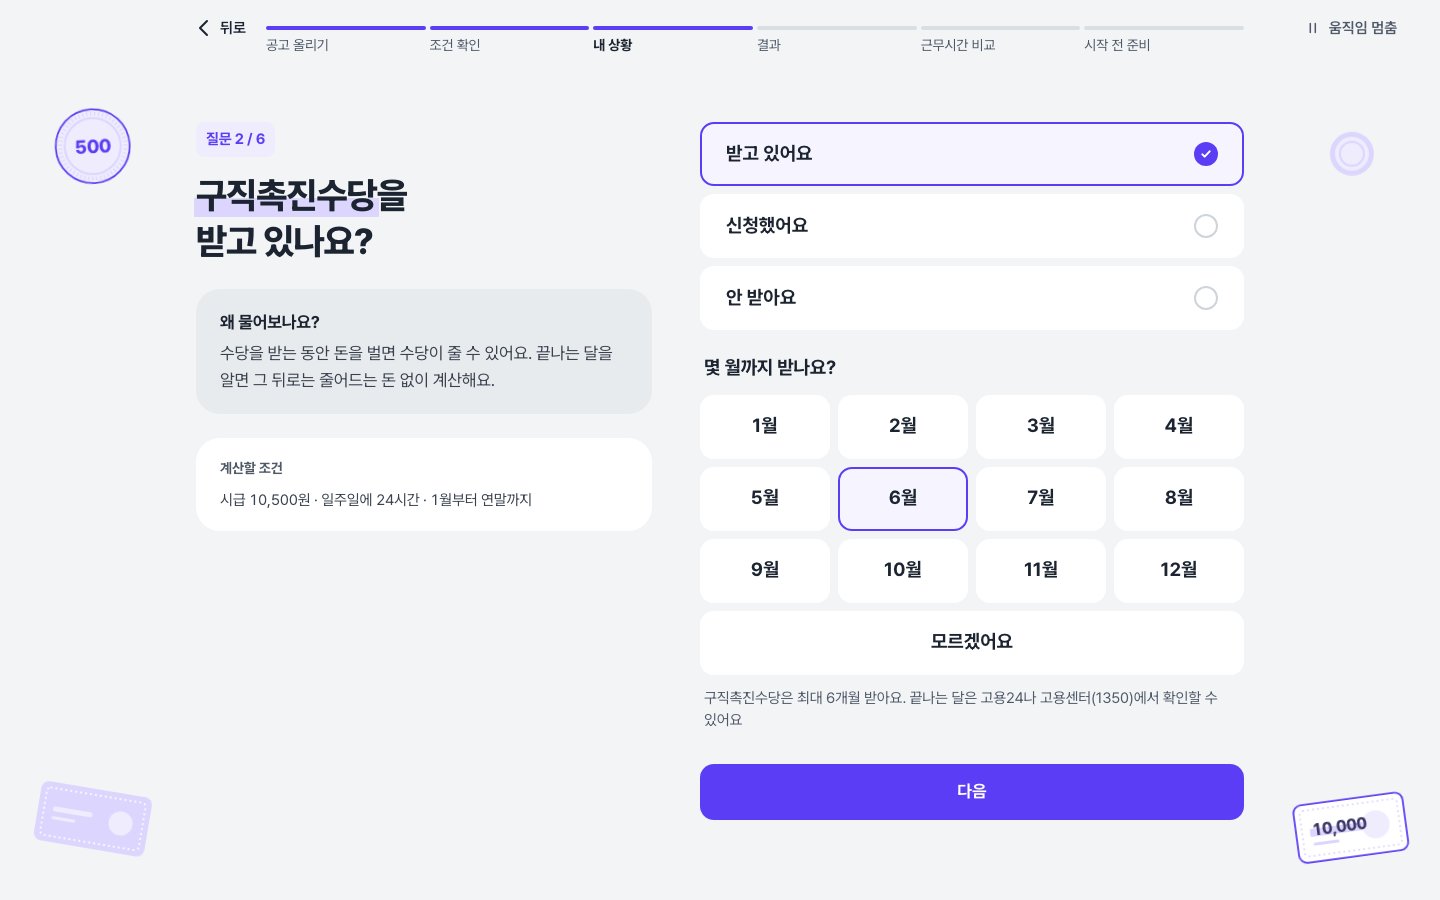 뒤로
공고 올리기
조건 확인
내 상황
결과
근무시간 비교
시작 전 준비
움직임 멈춤
500
질문 2 / 6
구직촉진수당을
받고 있나요?
왜 물어보나요?
수당을 받는 동안 돈을 벌면 수당이 줄 수 있어요. 끝나는 달을
알면 그 뒤로는 줄어드는 돈 없이 계산해요.
계산할 조건
시급 10,500원 · 일주일에 24시간 · 1월부터 연말까지
받고 있어요
신청했어요
안 받아요
몇 월까지 받나요?
1월
2월
3월
4월
5월
6월
7월
8월
9월
10월
11월
12월
모르겠어요
구직촉진수당은 최대 6개월 받아요. 끝나는 달은 고용24나 고용센터(1350)에서 확인할 수
있어요
다음
10,000